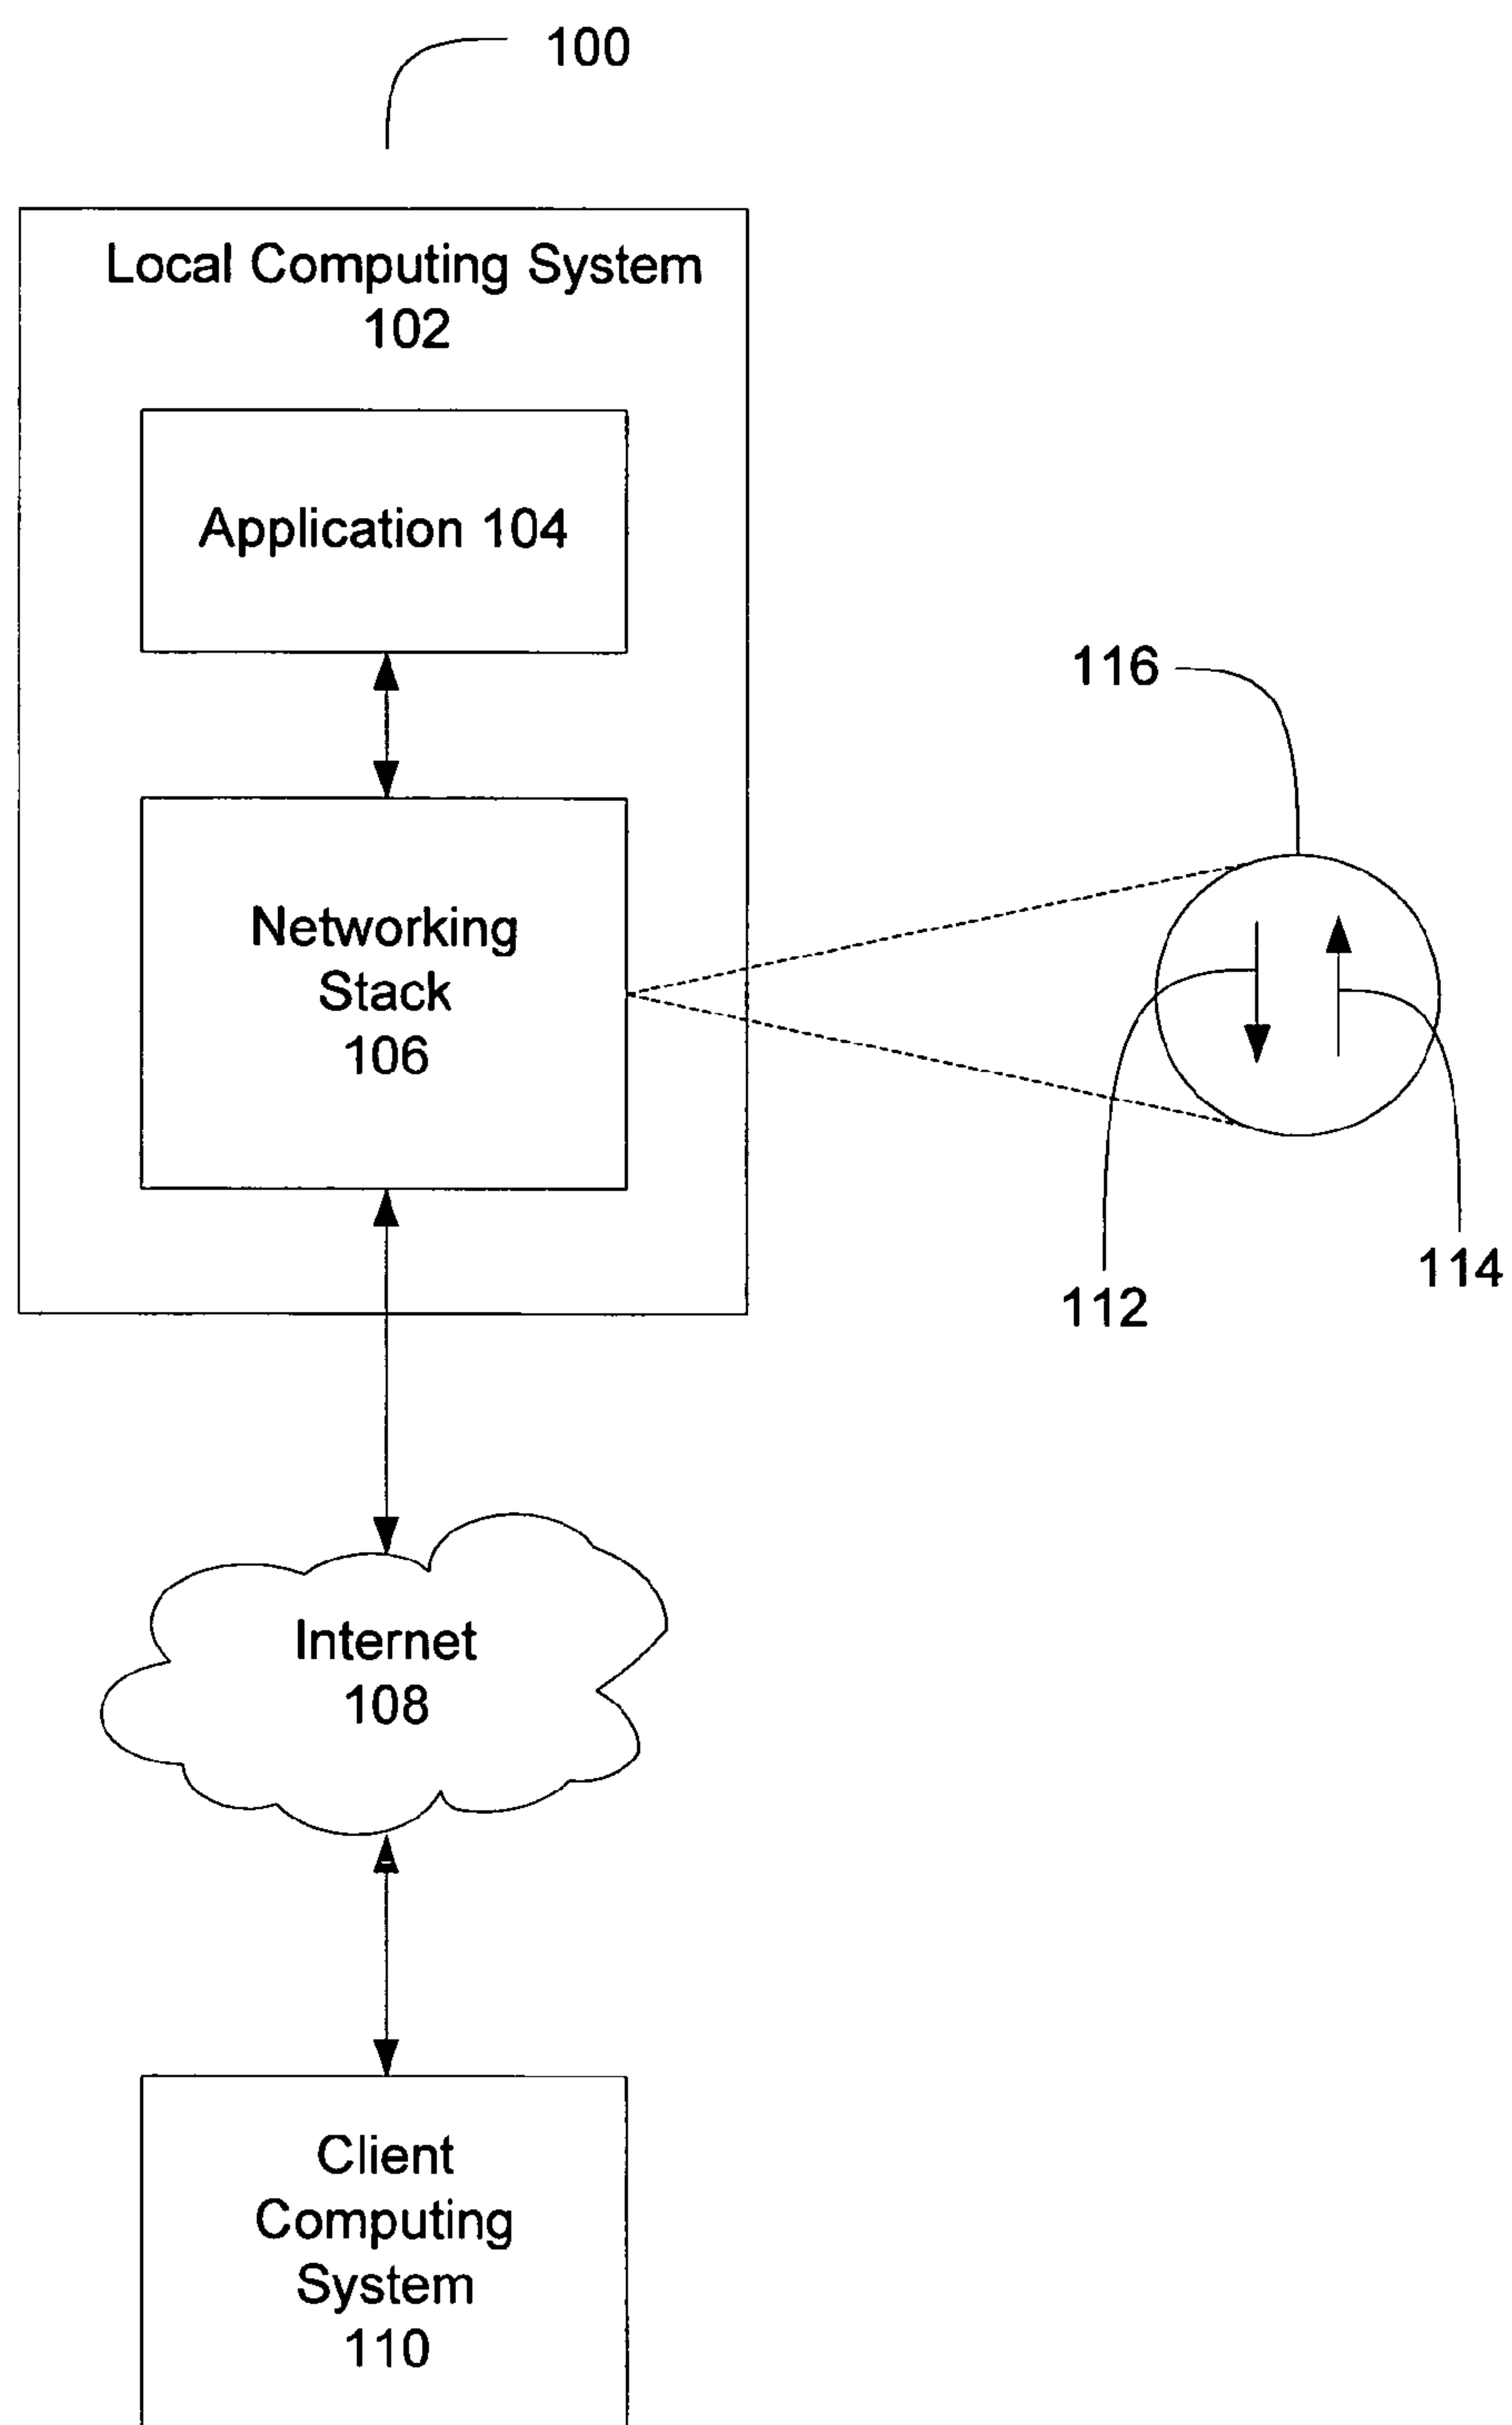 100
Local Computing System
102
Application 104
116
Networking
Stack
106
114
112
Internet
108
Client
Computing
System
110